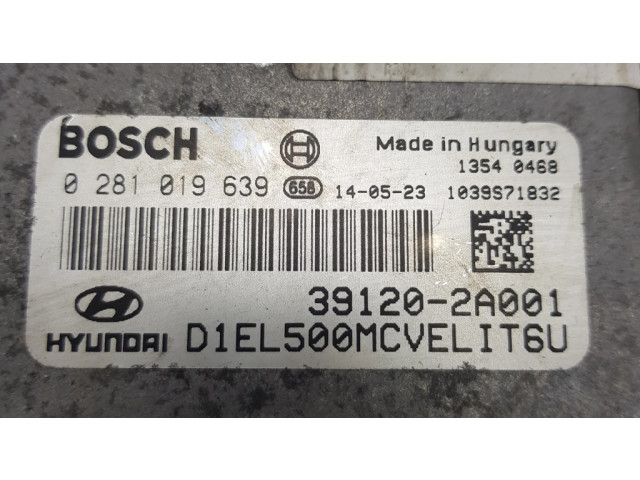 BOSCH
Made in Hungary
1354 0468
0 281 019 639 658 14-05-23 1039S71832
39120-2A001
HYUNDAI D1EL500MCVELIT6U